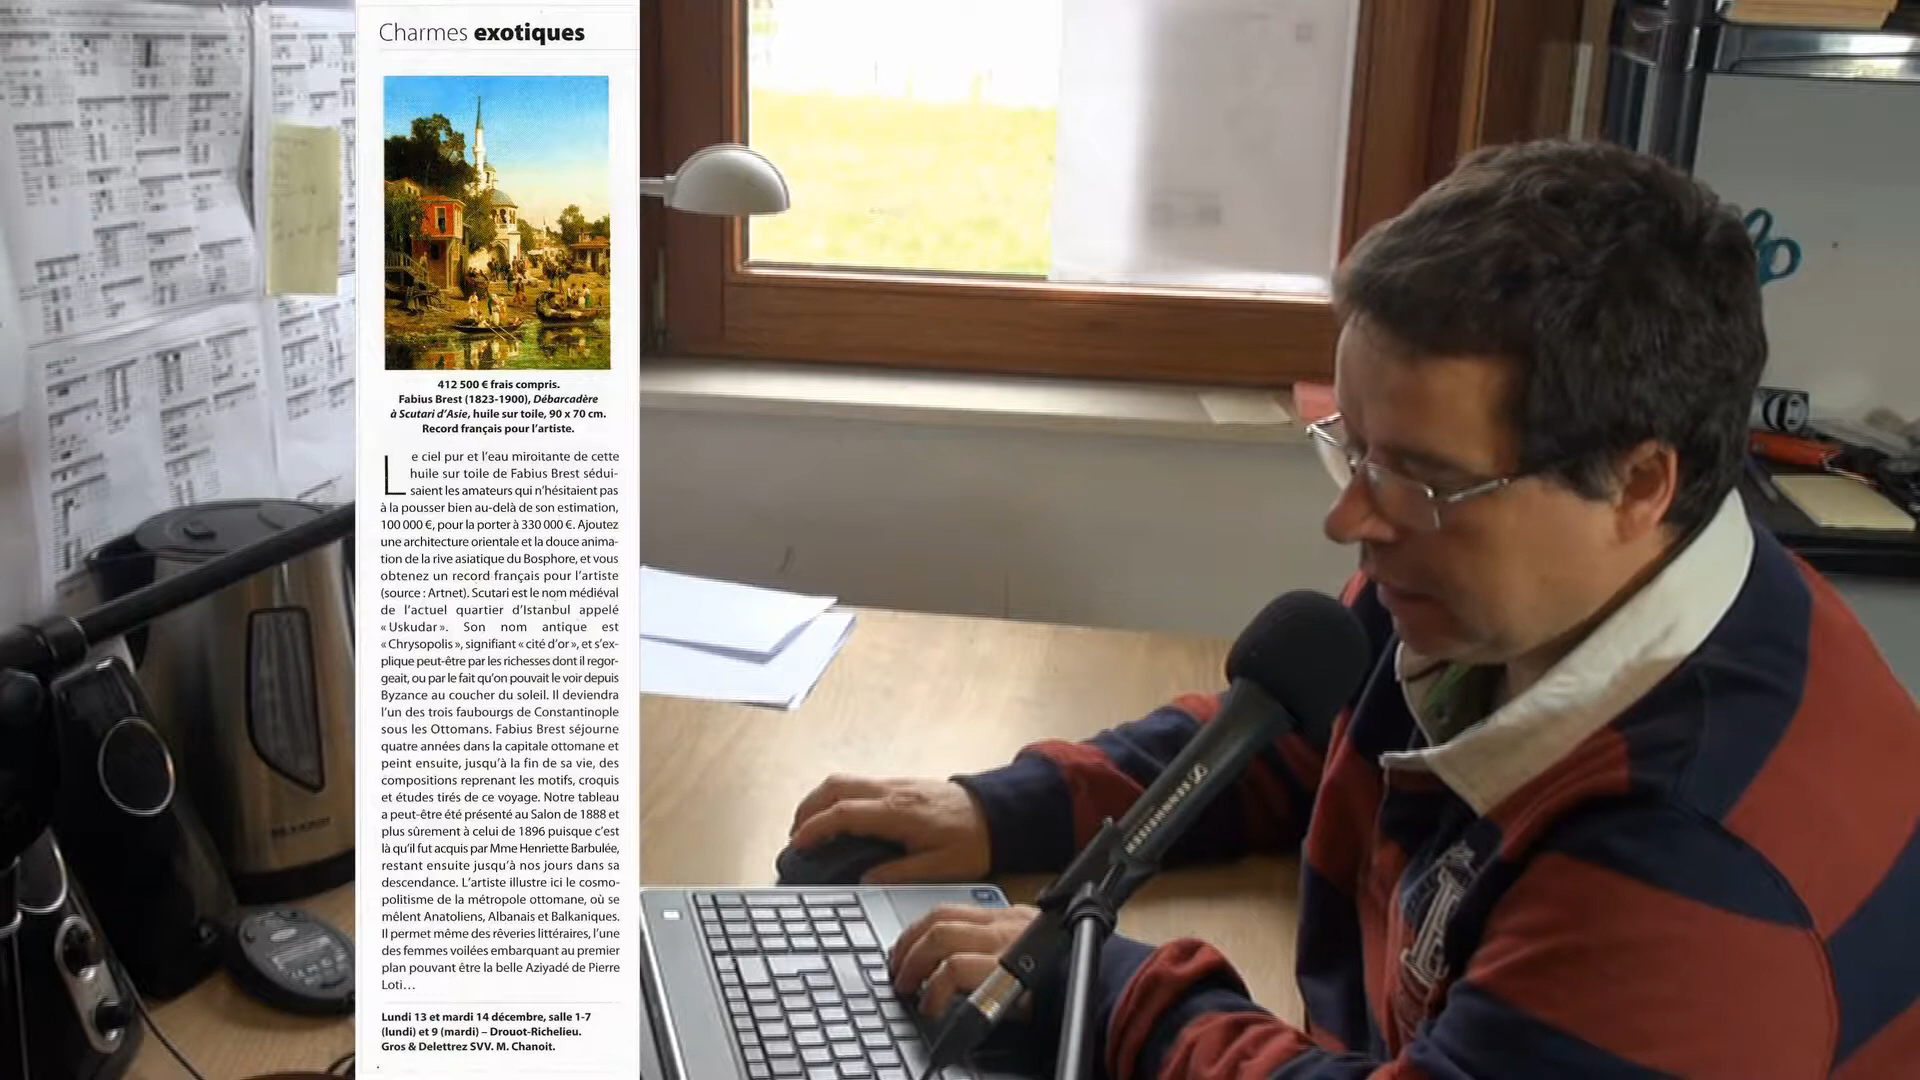 Charmes exotiques
412 500 € frais compris.
Fabius Brest (1823-1900), Débarcadère
à Scutari d'Asie, huile sur toile, 90 x 70 cm.
Record français pour l'artiste.
Le ciel pur et l'eau miroitante de cette
huile sur toile de Fabius Brest sédui-
saient les amateurs qui n'hésitaient pas
à la pousser bien au-delà de son estimation,
100 000 €, pour la porter à 330 000 €. Ajoutez
une architecture orientale et la douce anima-
tion de la rive asiatique du Bosphore, et vous
obtenez un record français pour l'artiste
(source : Artnet). Scutari est le nom médiéval
de l'actuel quartier d'Istanbul appelé
« Uskudar ». Son nom antique est
« Chrysopolis », signifiant « cité d'or », et s'ex-
plique peut-être par les richesses dont il regor-
geait, ou par le fait qu'on pouvait le voir depuis
Byzance au coucher du soleil. Il deviendra
l'un des trois faubourgs de Constantinople
sous les Ottomans. Fabius Brest séjourne
quatre années dans la capitale ottomane et
peint ensuite, jusqu'à la fin de sa vie, des
compositions reprenant les motifs, croquis
et études tirés de ce voyage. Notre tableau
a peut-être été présenté au Salon de 1888 et
plus sûrement à celui de 1896 puisque c'est
là qu'il fut acquis par Mme Henriette Barbulée,
restant ensuite jusqu'à nos jours dans sa
descendance. L'artiste illustre ici le cosmo-
politisme de la métropole ottomane, où se
mêlent Anatoliens, Albanais et Balkaniques.
Il permet même des rêveries littéraires, l'une
des femmes voilées embarquant au premier
plan pouvant être la belle Aziyadé de Pierre
Loti…
Lundi 13 et mardi 14 décembre, salle 1-7
(lundi) et 9 (mardi) – Drouot-Richelieu.
Gros & Delettrez SVV. M. Chanoit.
SENNHEISER